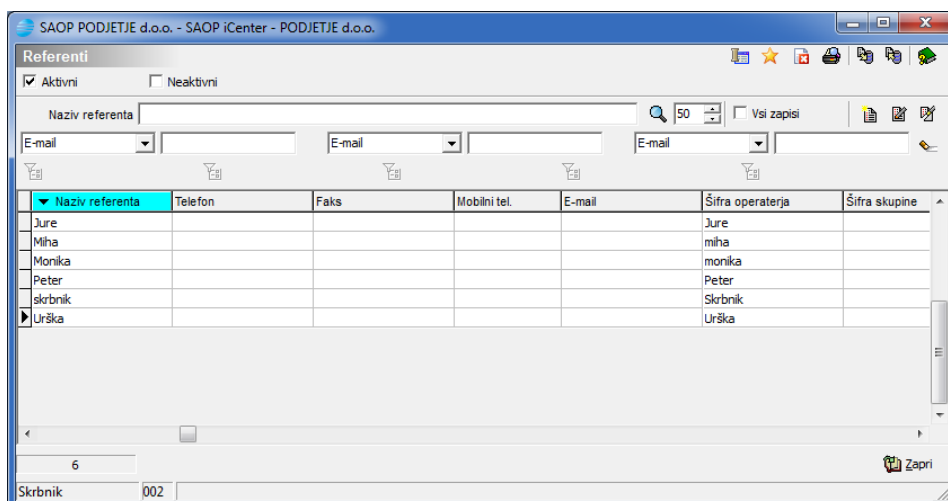 SAOP PODJETJE d.o.o. - SAOP iCenter - PODJETJE d.o.o.
Referenti
Aktivni Neaktivni
Naziv referenta 50 Vsi zapisi
E-mail E-mail E-mail
Naziv referenta Telefon Faks Mobilni tel. E-mail Šifra operaterja Šifra skupine
Jure Jure
Miha miha
Monika monika
Peter Peter
skrbnik Skrbnik
Urška Urška
6 Zapri
Skrbnik 002